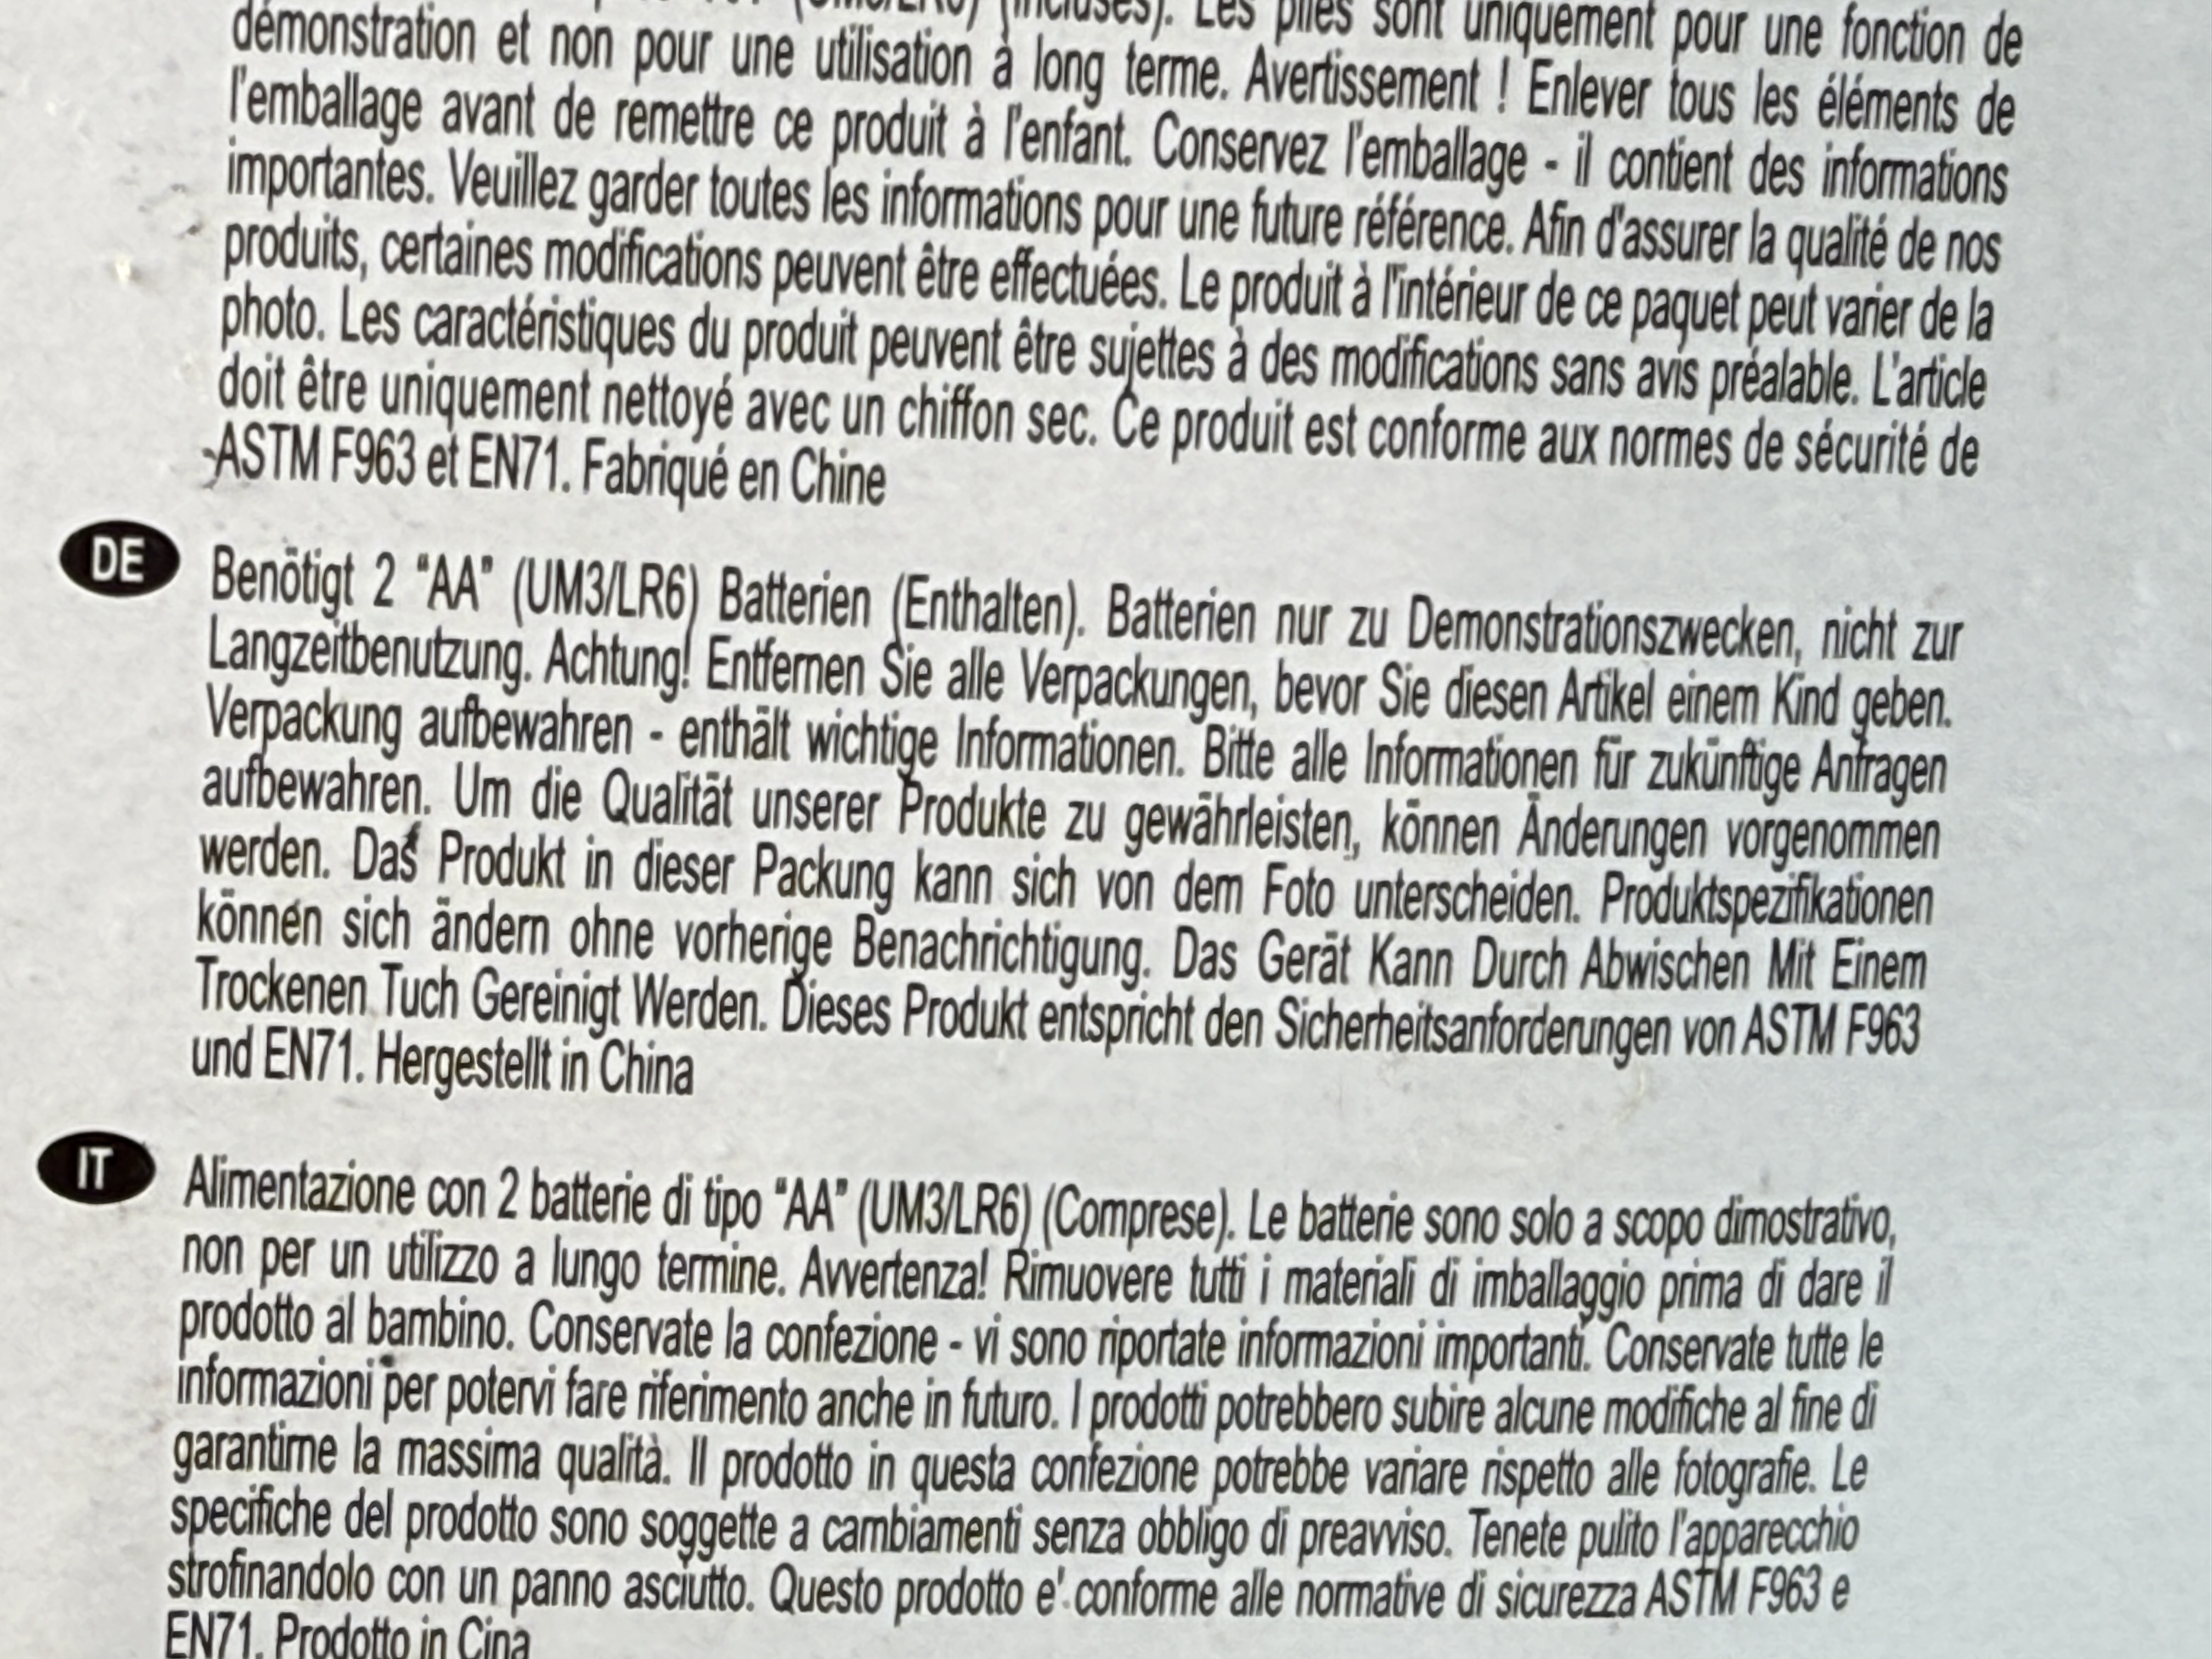 (UM3/LR6) (incluses). Les piles sont uniquement pour une fonction de
démonstration et non pour une utilisation à long terme. Avertissement ! Enlever tous les éléments de
l'emballage avant de remettre ce produit à l'enfant. Conservez l'emballage - il contient des informations
importantes. Veuillez garder toutes les informations pour une future référence. Afin d'assurer la qualité de nos
produits, certaines modifications peuvent être effectuées. Le produit à l'intérieur de ce paquet peut varier de la
photo. Les caractéristiques du produit peuvent être sujettes à des modifications sans avis préalable. L'article
doit être uniquement nettoyé avec un chiffon sec. Ce produit est conforme aux normes de sécurité de
ASTM F963 et EN71. Fabriqué en Chine
DE
Benötigt 2 “AA” (UM3/LR6) Batterien (Enthalten). Batterien nur zu Demonstrationszwecken, nicht zur
Langzeitbenutzung. Achtung! Entfernen Sie alle Verpackungen, bevor Sie diesen Artikel einem Kind geben.
Verpackung aufbewahren - enthält wichtige Informationen. Bitte alle Informationen für zukünftige Anfragen
aufbewahren. Um die Qualität unserer Produkte zu gewährleisten, können Änderungen vorgenommen
werden. Das Produkt in dieser Packung kann sich von dem Foto unterscheiden. Produktspezifikationen
können sich ändern ohne vorherige Benachrichtigung. Das Gerät Kann Durch Abwischen Mit Einem
Trockenen Tuch Gereinigt Werden. Dieses Produkt entspricht den Sicherheitsanforderungen von ASTM F963
und EN71. Hergestellt in China
IT
Alimentazione con 2 batterie di tipo “AA” (UM3/LR6) (Comprese). Le batterie sono solo a scopo dimostrativo,
non per un utilizzo a lungo termine. Avvertenza! Rimuovere tutti i materiali di imballaggio prima di dare il
prodotto al bambino. Conservate la confezione - vi sono riportate informazioni importanti. Conservate tutte le
informazioni per potervi fare riferimento anche in futuro. I prodotti potrebbero subire alcune modifiche al fine di
garantirne la massima qualità. Il prodotto in questa confezione potrebbe variare rispetto alle fotografie. Le
specifiche del prodotto sono soggette a cambiamenti senza obbligo di preavviso. Tenete pulito l'apparecchio
strofinandolo con un panno asciutto. Questo prodotto e' conforme alle normative di sicurezza ASTM F963 e
EN71. Prodotto in Cina